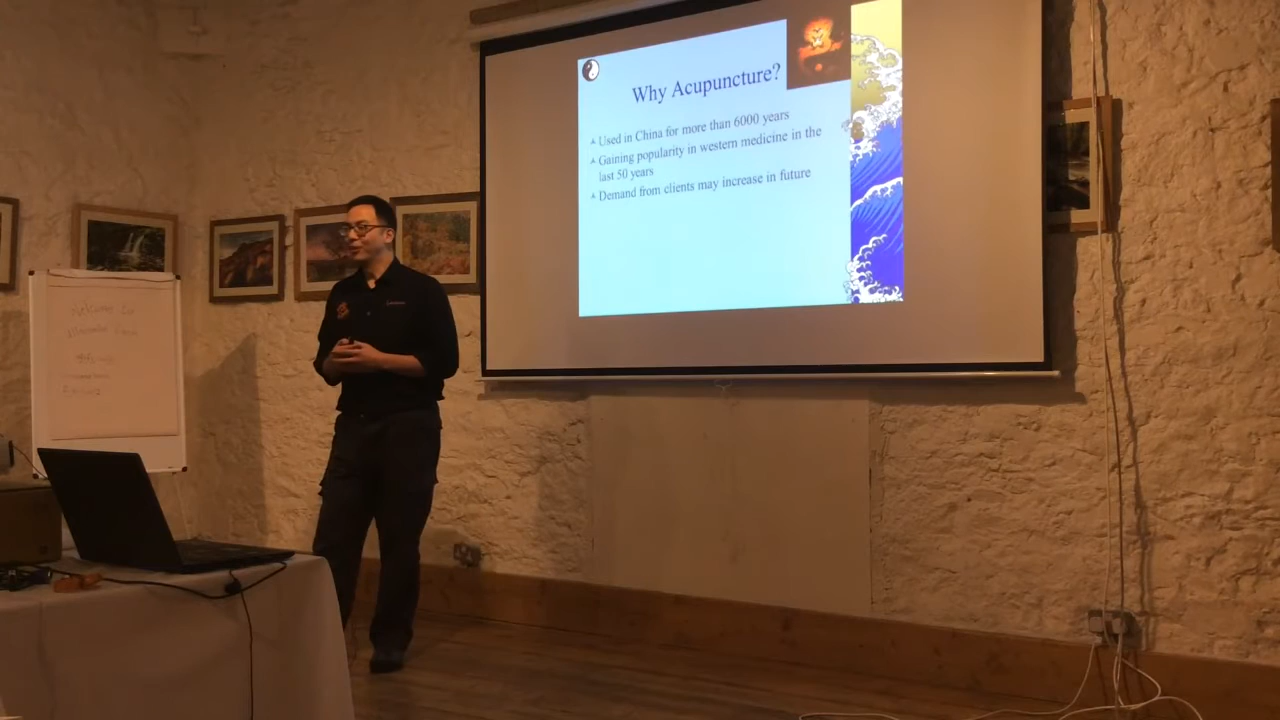 Why Acupuncture?
Used in China for more than 6000 years
Gaining popularity in western medicine in the
last 50 years
Demand from clients may increase in future